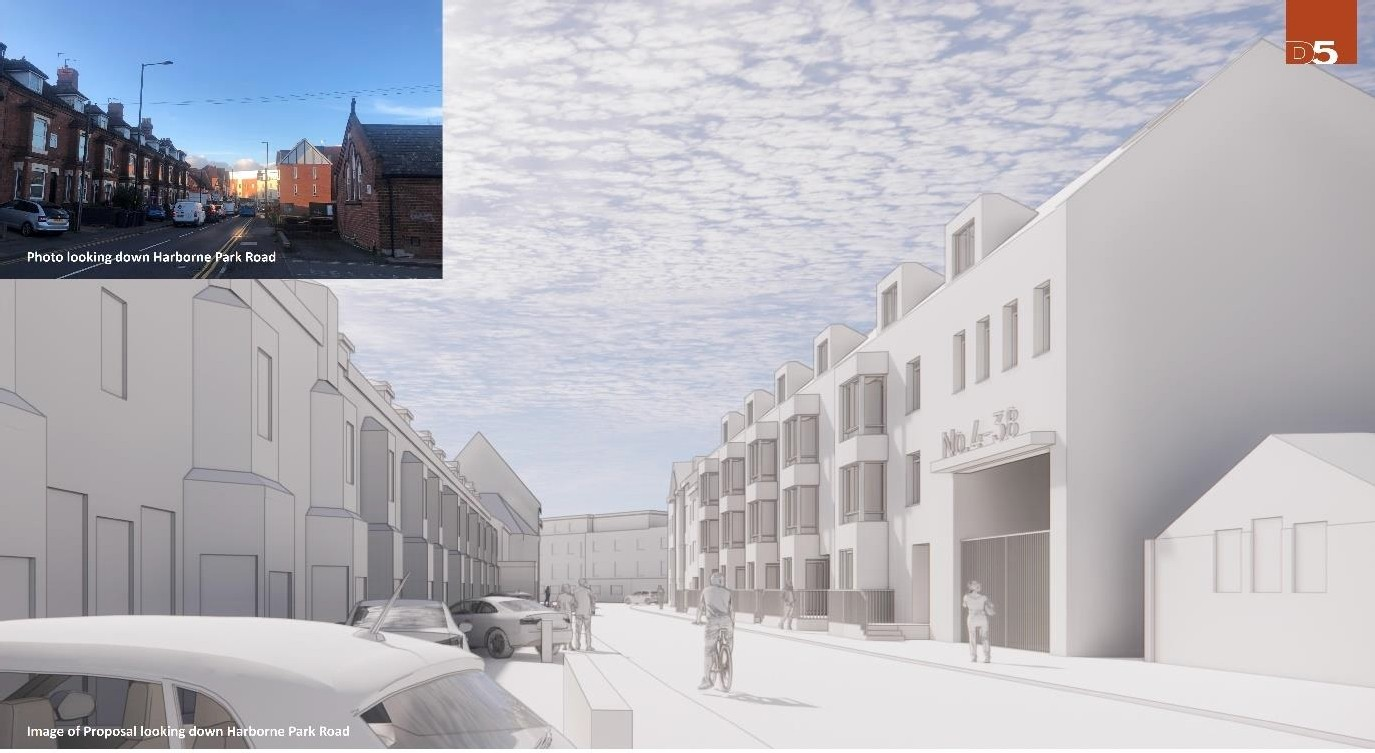 D5
Photo looking down Harborne Park Road
No.4-38
Image of Proposal looking down Harborne Park Road